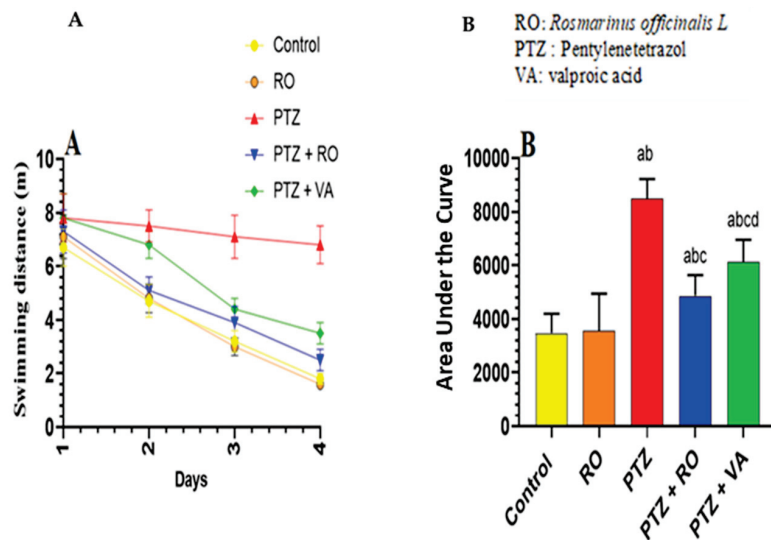 A
Control
RO
PTZ
PTZ + RO
PTZ + VA
A
Swimming distance (m)
10
8
6
4
2
0
1
2
3
4
Days
B
RO: Rosmarinus officinalis L
PTZ : Pentylenetetrazol
VA: valproic acid
B
Area Under the Curve
10000
8000
6000
4000
2000
0
ab
abc
abcd
Control
RO
PTZ
PTZ + RO
PTZ + VA